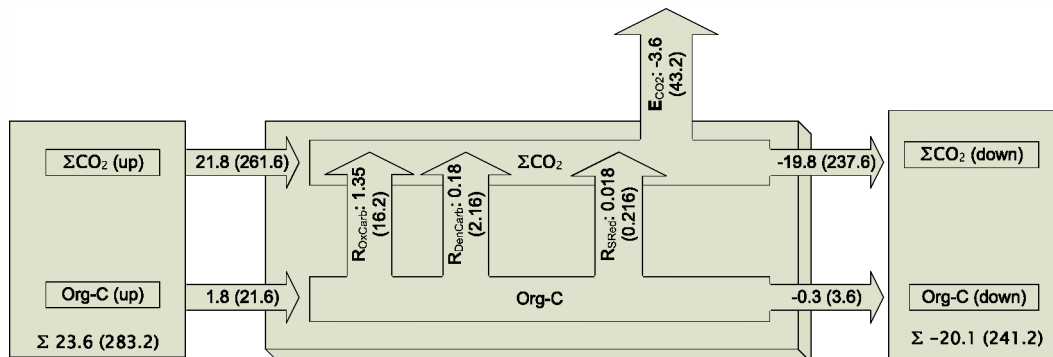 E_CO2: -3.6
(43.2)
ΣCO₂ (up)
21.8 (261.6)
ΣCO₂
-19.8 (237.6)
ΣCO₂ (down)
R_OxCarb: 1.35
(16.2)
R_DenCarb: 0.18
(2.16)
R_SRed: 0.018
(0.216)
Org-C (up)
1.8 (21.6)
Org-C
-0.3 (3.6)
Org-C (down)
Σ 23.6 (283.2)
Σ -20.1 (241.2)